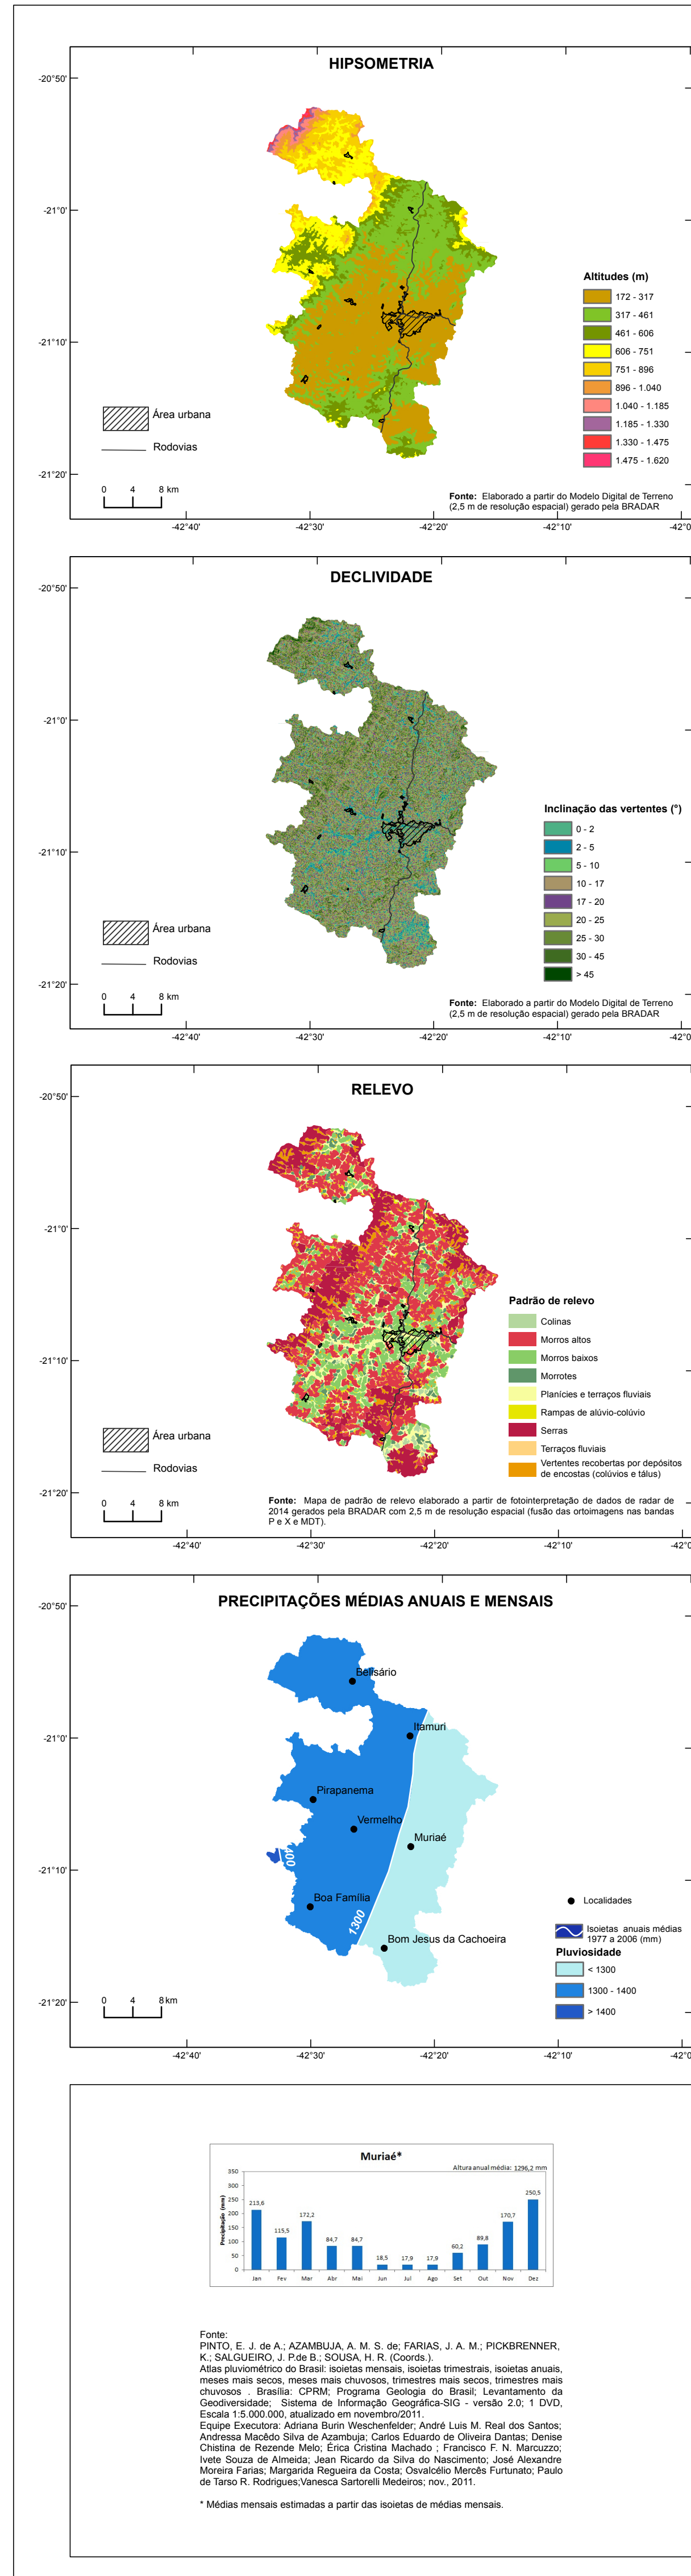 HIPSOMETRIA
-20°50'
-21°0'
-21°10'
-21°20'
Altitudes (m)
172 - 317
317 - 461
461 - 606
606 - 751
751 - 896
896 - 1.040
1.040 - 1.185
1.185 - 1.330
1.330 - 1.475
1.475 - 1.620
Área urbana
Rodovias
0 4 8 km
Fonte: Elaborado a partir do Modelo Digital de Terreno
(2,5 m de resolução espacial) gerado pela BRADAR
-42°40' -42°30' -42°20' -42°10' -42°0
DECLIVIDADE
-20°50'
-21°0'
-21°10'
-21°20'
Inclinação das vertentes (°)
0 - 2
2 - 5
5 - 10
10 - 17
17 - 20
20 - 25
25 - 30
30 - 45
> 45
Área urbana
Rodovias
0 4 8 km
Fonte: Elaborado a partir do Modelo Digital de Terreno
(2,5 m de resolução espacial) gerado pela BRADAR
-42°40' -42°30' -42°20' -42°10' -42°0
RELEVO
-20°50'
-21°0'
-21°10'
-21°20'
Padrão de relevo
Colinas
Morros altos
Morros baixos
Morrotes
Planícies e terraços fluviais
Rampas de alúvio-colúvio
Serras
Terraços fluviais
Vertentes recobertas por depósitos
de encostas (colúvios e tálus)
Área urbana
Rodovias
0 4 8 km
Fonte: Mapa de padrão de relevo elaborado a partir de fotointerpretação de dados de radar de
2014 gerados pela BRADAR com 2,5 m de resolução espacial (fusão das ortoimagens nas bandas
P e X e MDT).
-42°40' -42°30' -42°20' -42°10' -42°0
PRECIPITAÇÕES MÉDIAS ANUAIS E MENSAIS
-20°50'
-21°0'
-21°10'
-21°20'
Belisário
Itamuri
Pirapanema
Vermelho
Muriaé
Boa Família
1300
Bom Jesus da Cachoeira
Localidades
Isoietas anuais médias
1977 a 2006 (mm)
Pluviosidade
< 1300
1300 - 1400
> 1400
0 4 8 km
-42°40' -42°30' -42°20' -42°10' -42°0
Muriaé*
Altura anual média: 1296,2 mm
Precipitação (mm)
350
300
250
200
150
100
50
0
213,6 115,5 172,2 84,7 84,7 18,5 17,9 17,9 60,2 89,8 170,7 250,5
Jan Fev Mar Abr Mai Jun Jul Ago Set Out Nov Dez
Fonte:
PINTO, E. J. de A.; AZAMBUJA, A. M. S. de; FARIAS, J. A. M.; PICKBRENNER,
K.; SALGUEIRO, J. P.de B.; SOUSA, H. R. (Coords.).
Atlas pluviométrico do Brasil: isoietas mensais, isoietas trimestrais, isoietas anuais,
meses mais secos, meses mais chuvosos, trimestres mais secos, trimestres mais
chuvosos . Brasília: CPRM; Programa Geologia do Brasil; Levantamento da
Geodiversidade; Sistema de Informação Geográfica-SIG - versão 2.0; 1 DVD,
Escala 1:5.000.000, atualizado em novembro/2011.
Equipe Executora: Adriana Burin Weschenfelder; André Luis M. Real dos Santos;
Andressa Macêdo Silva de Azambuja; Carlos Eduardo de Oliveira Dantas; Denise
Chistina de Rezende Melo; Érica Cristina Machado ; Francisco F. N. Marcuzzo;
Ivete Souza de Almeida; Jean Ricardo da Silva do Nascimento; José Alexandre
Moreira Farias; Margarida Regueira da Costa; Osvalcélio Mercês Furtunato; Paulo
de Tarso R. Rodrigues;Vanesca Sartorelli Medeiros; nov., 2011.
* Médias mensais estimadas a partir das isoietas de médias mensais.